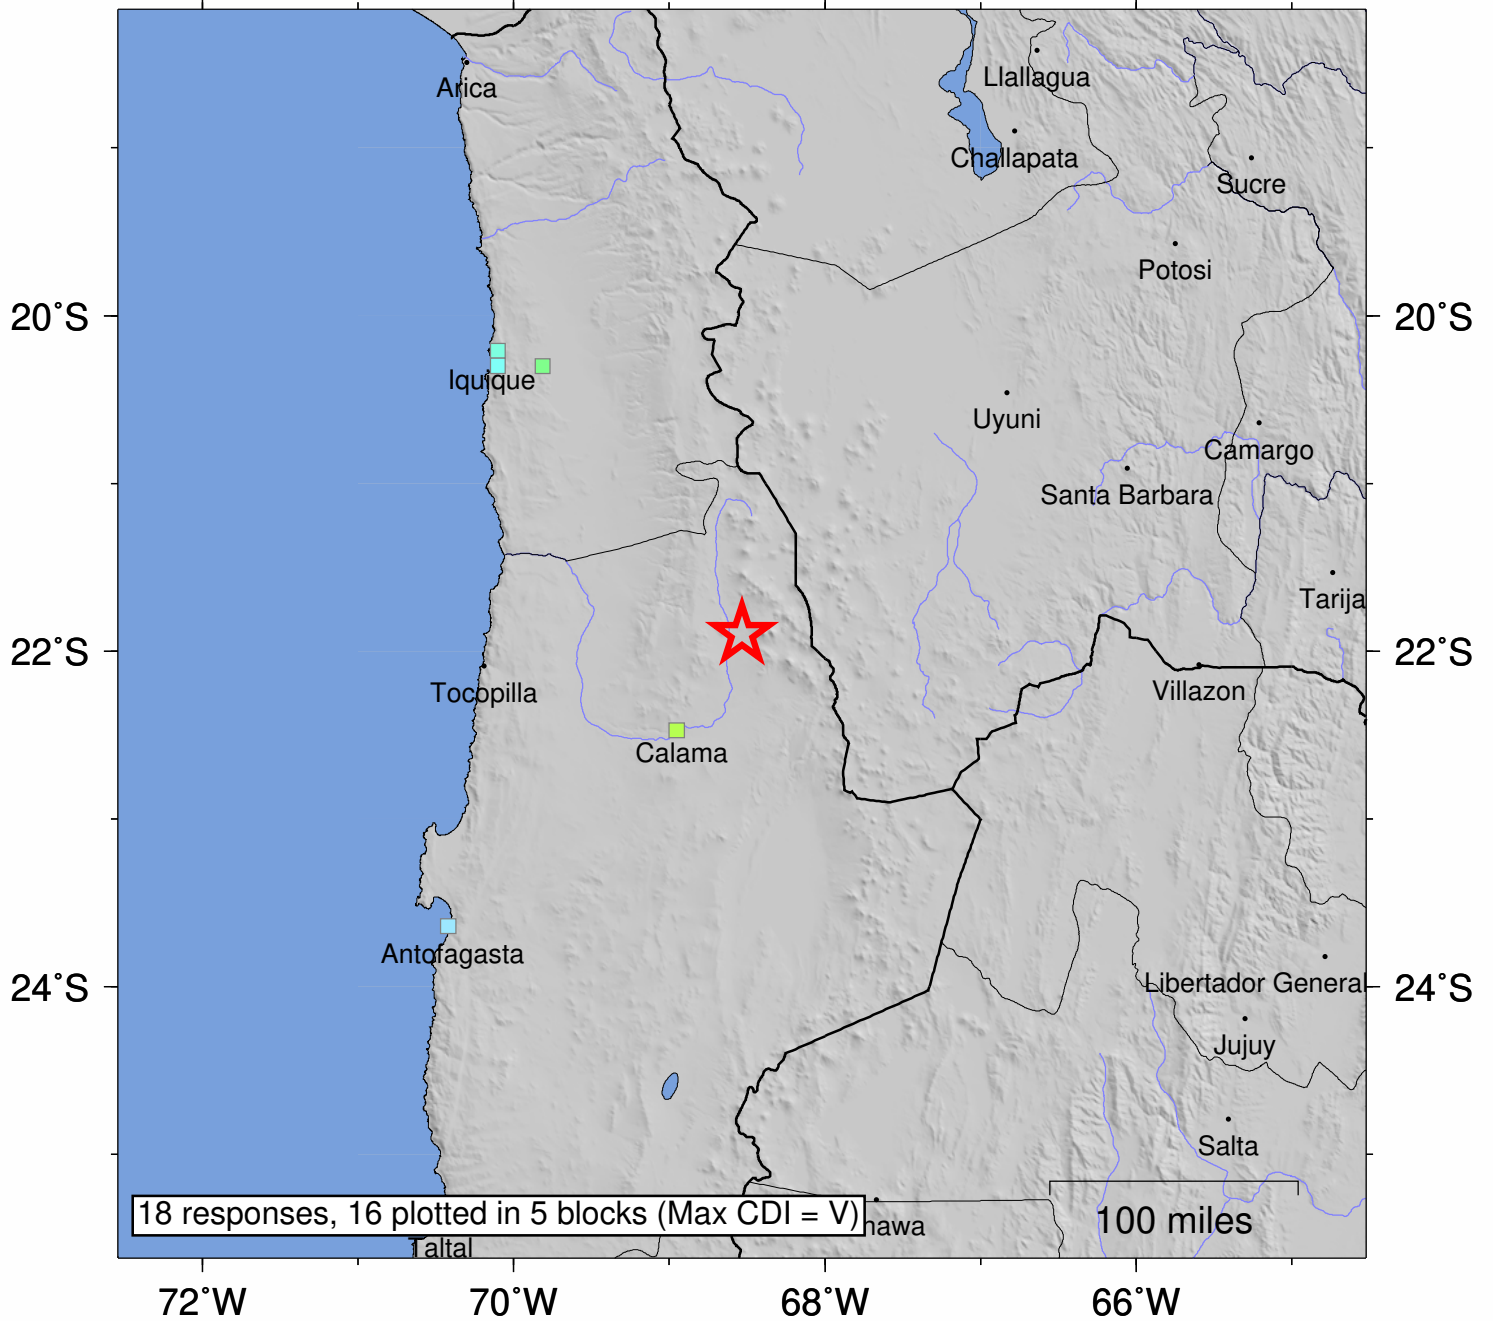 Arica
Llallagua
Challapata
Sucre
Potosi
20°S
20°S
Iquique
Uyuni
Camargo
Santa Barbara
Tarija
22°S
22°S
Tocopilla
Villazon
Calama
Antofagasta
24°S
Libertador General
24°S
Jujuy
Salta
18 responses, 16 plotted in 5 blocks (Max CDI = V)
nawa
100 miles
Taltal
72°W
70°W
68°W
66°W